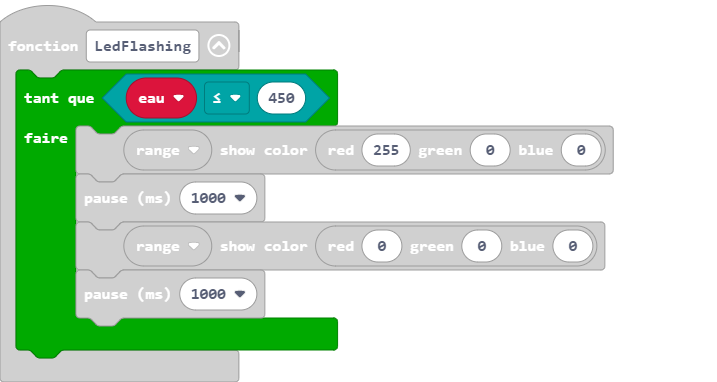 fonction LedFlashing
tant que eau ≤ 450
faire
range show color red 255 green 0 blue 0
pause (ms) 1000
range show color red 0 green 0 blue 0
pause (ms) 1000